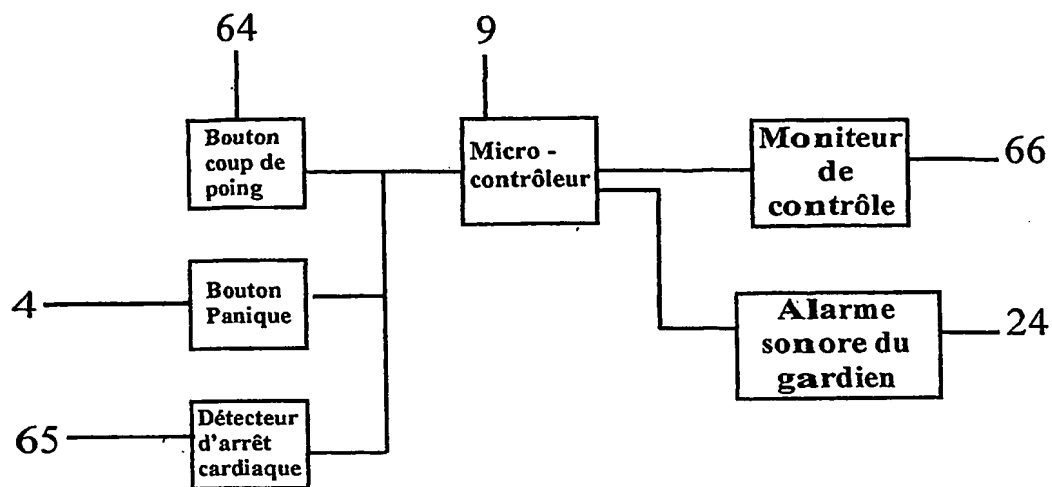 64
9
Bouton
coup de
poing
Micro -
contrôleur
Moniteur
de
contrôle
66
4
Bouton
Panique
Alarme
sonore du
gardien
24
65
Détecteur
d'arrêt
cardiaque